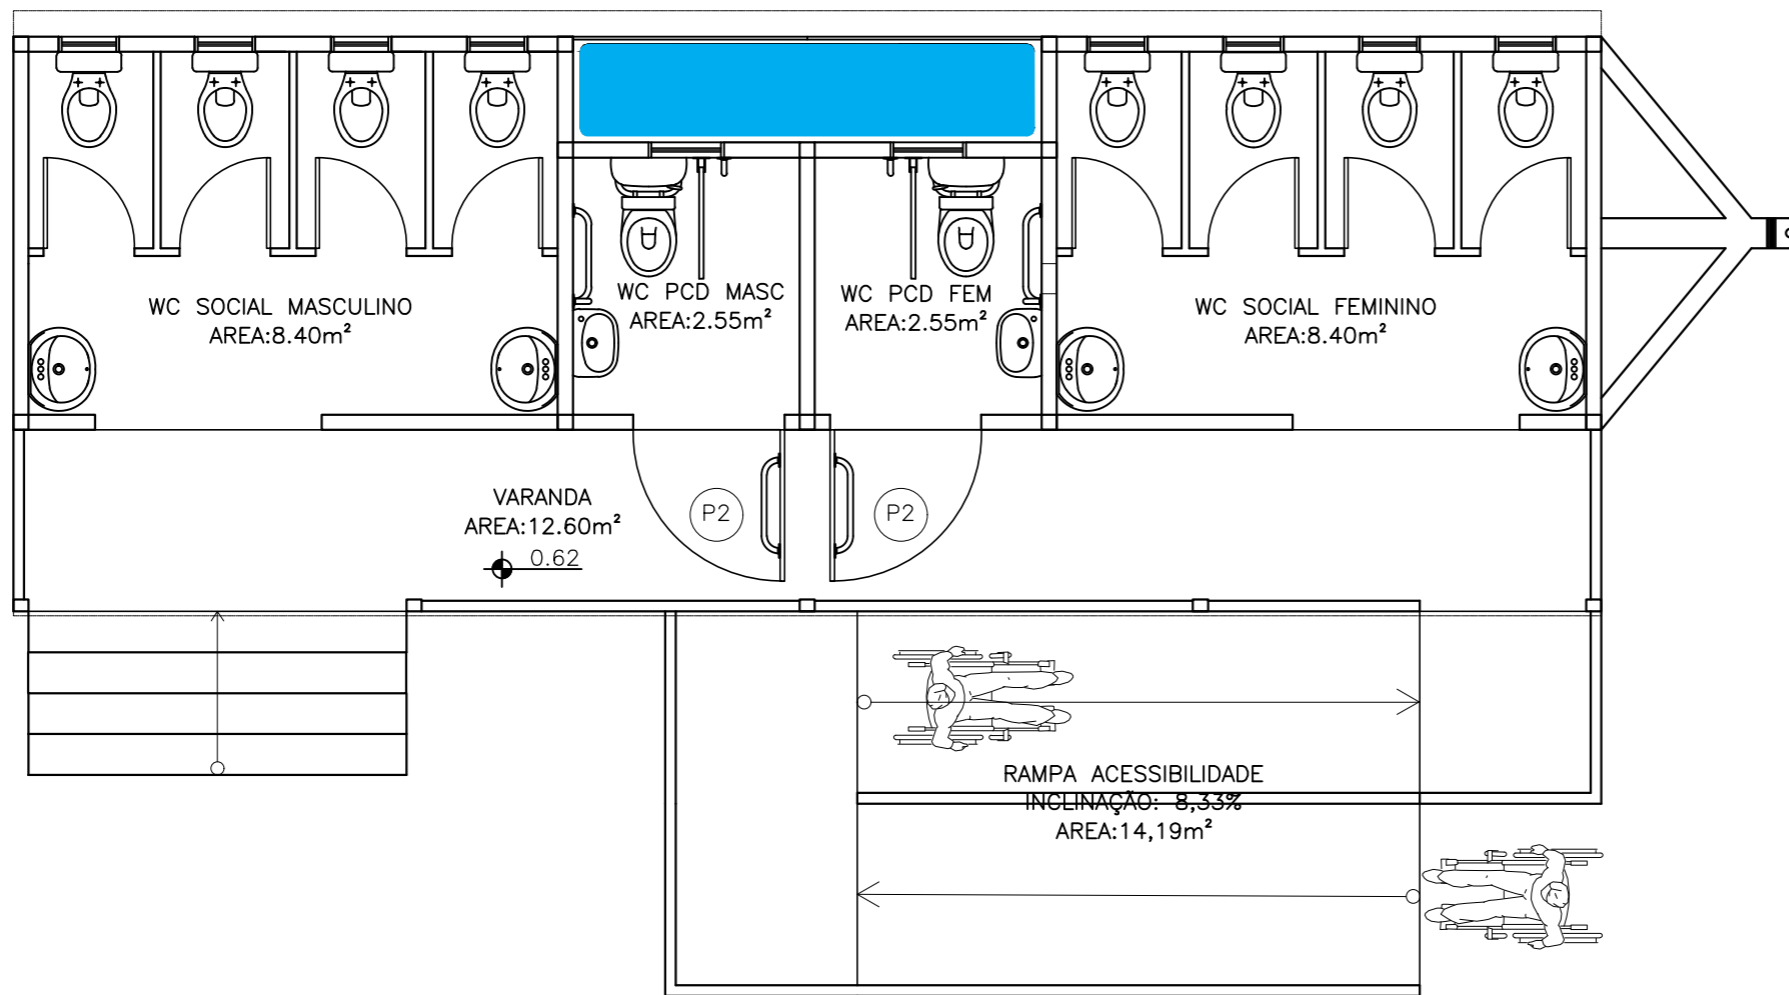 WC SOCIAL MASCULINO
AREA:8.40m²
WC PCD MASC
AREA:2.55m²
WC PCD FEM
AREA:2.55m²
WC SOCIAL FEMININO
AREA:8.40m²
VARANDA
AREA:12.60m²
0.62
P2
P2
RAMPA ACESSIBILIDADE
INCLINAÇÃO: 8,33%
AREA:14,19m²